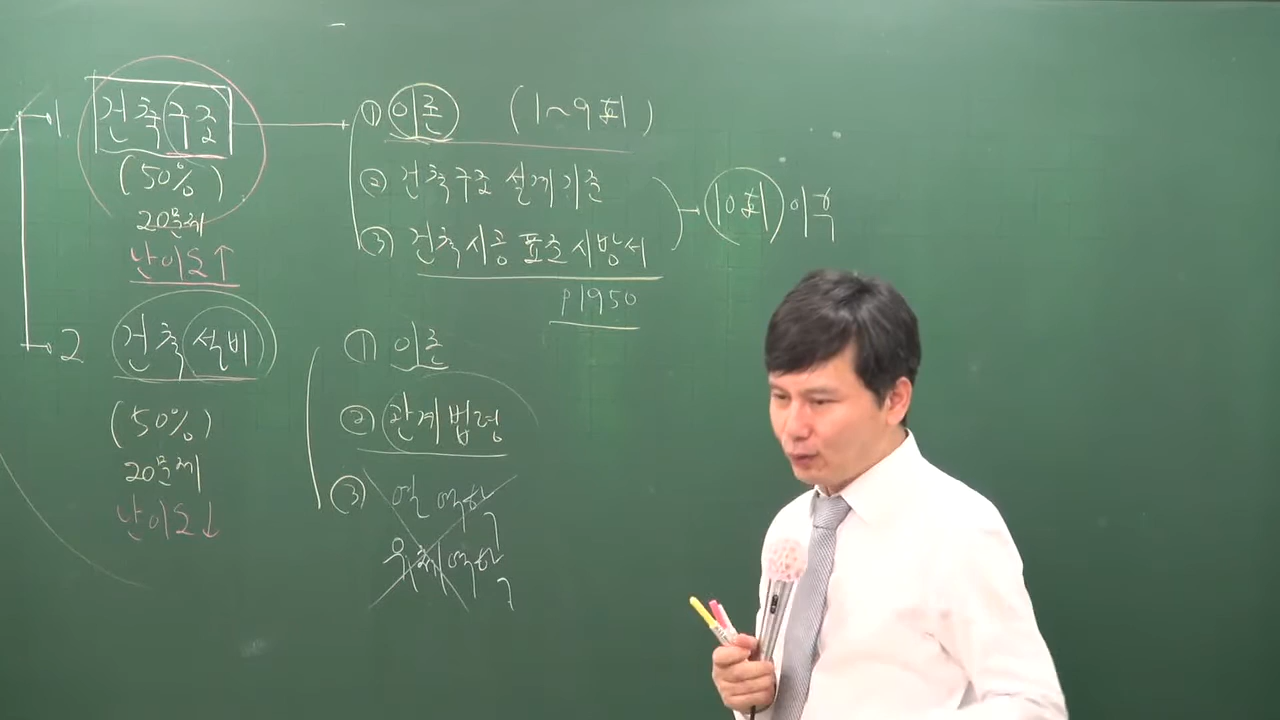 1. 건축구조
(50%)
20문제
난이도↑
① 이론 (1~9회)
② 건축구조 설계기준
③ 건축시공 표준시방서
→ 10회 이후
P1950
2 건축설비
(50%)
20문제
난이도↓
① 이론
② 관계법령
③ 열역학
유체역학